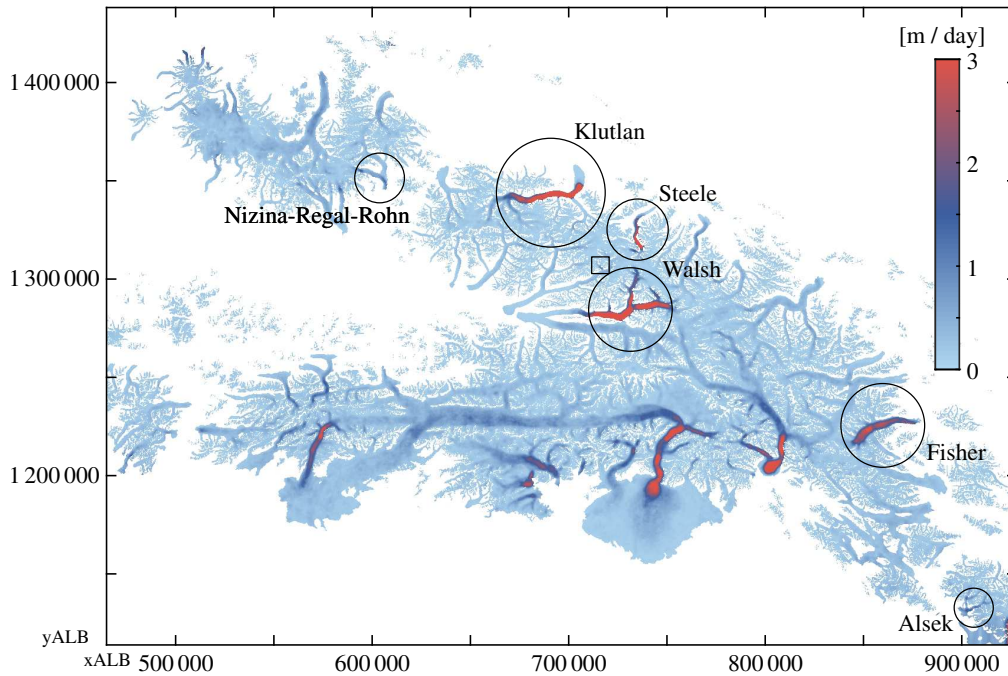 [m / day]
3
1 400 000
Klutlan
2
Steele
Nizina-Regal-Rohn
Walsh
1 300 000
1
0
Fisher
1 200 000
Alsek
yALB
xALB 500 000 600 000 700 000 800 000 900 000